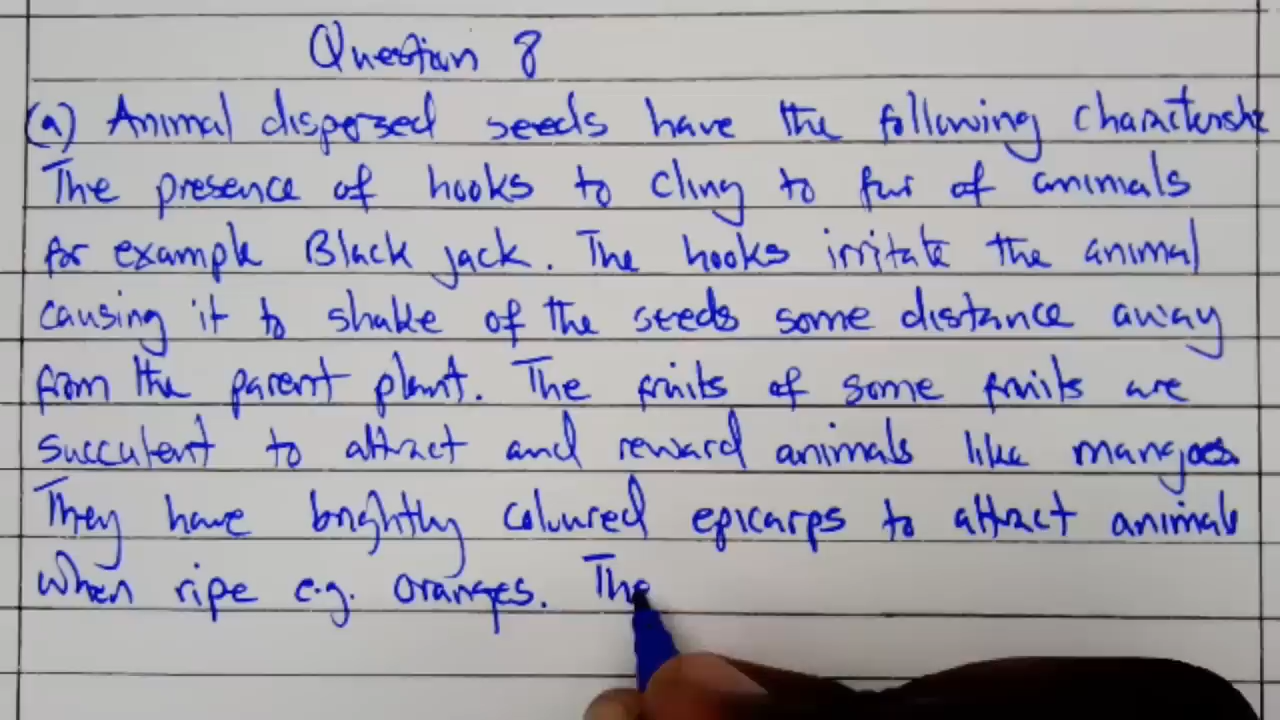 Question 8
(a) Animal dispersed seeds have the following
The presence of hooks to cling to fur of animals
for example Black jack. The hooks irritate the animal
causing it to shake of the seeds some distance away
from the parent plant. The fruits of some fruits are
succulent to attract and reward animals like mangoes
They have brightly coloured epicarps to attract animals
when ripe e.g. oranges. The